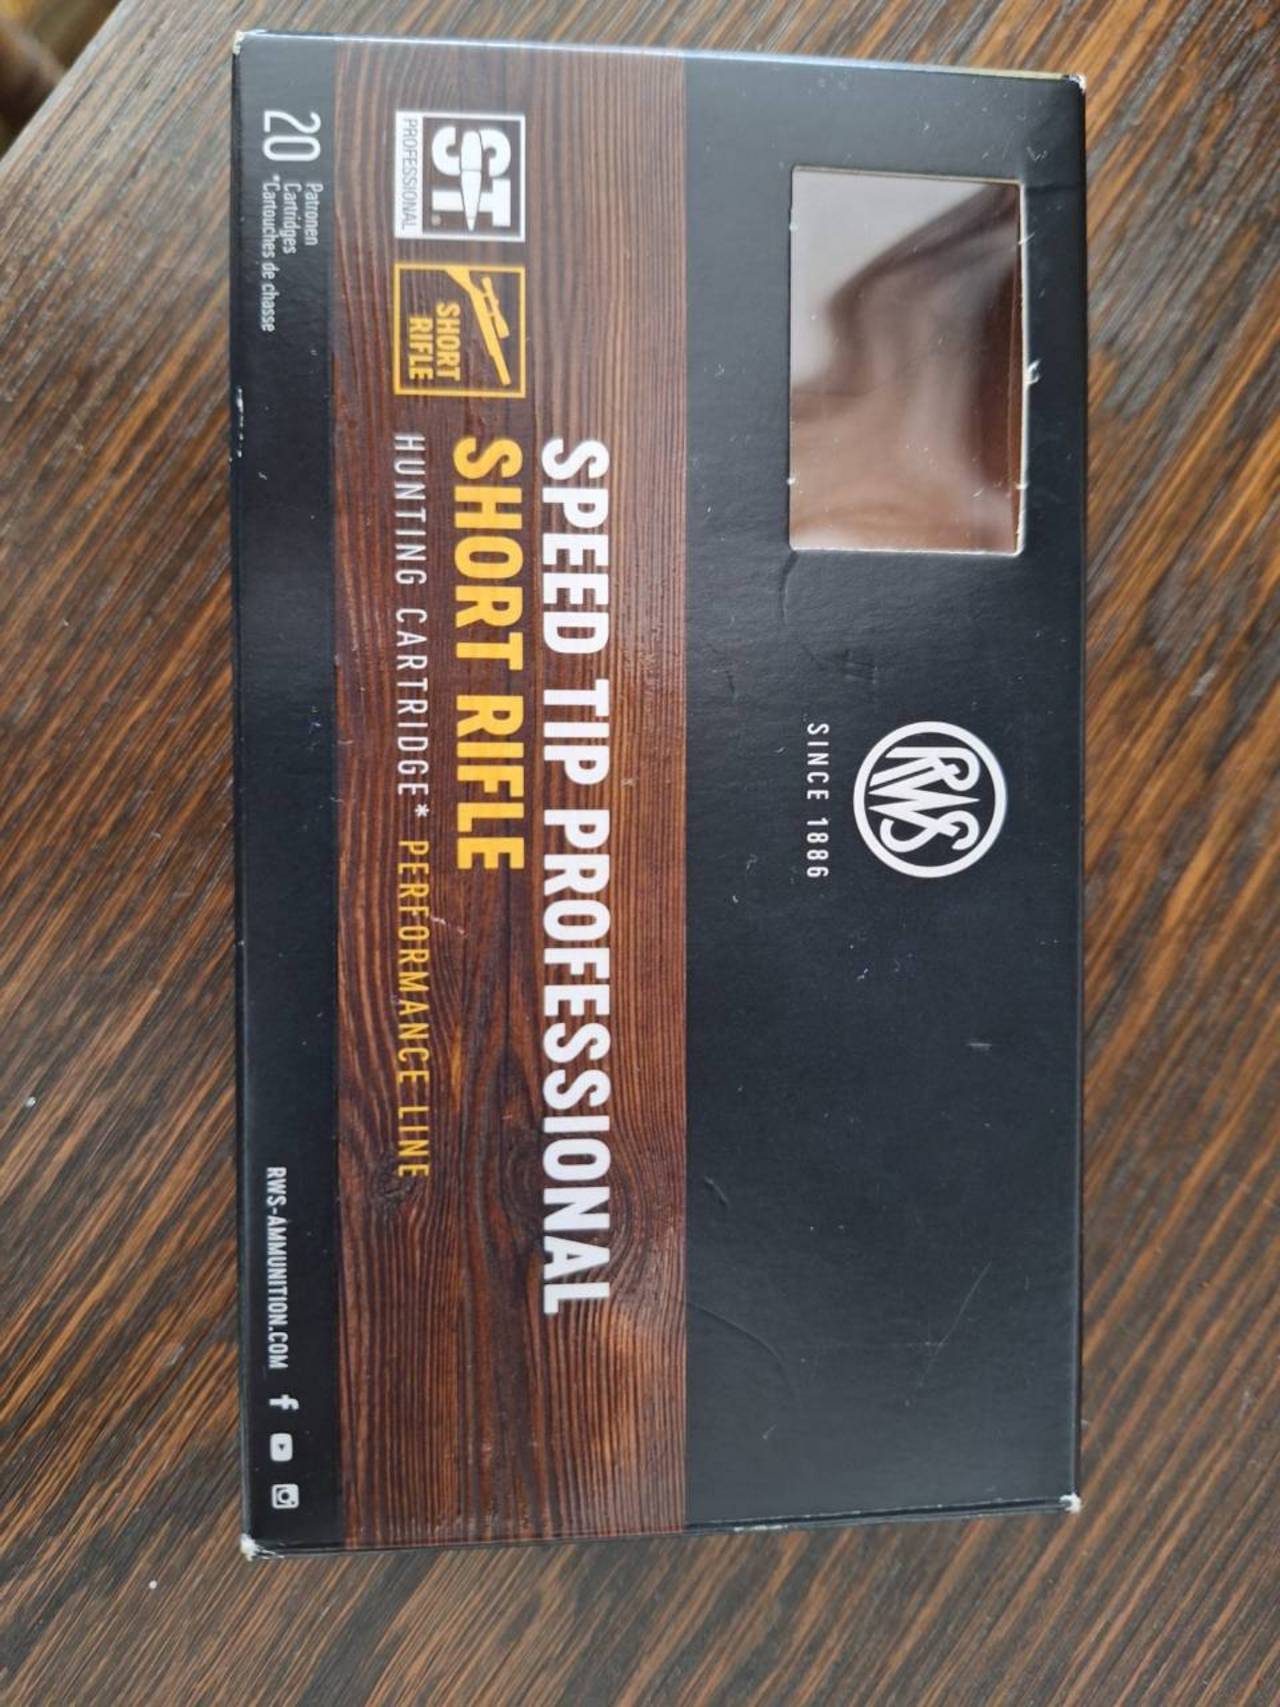 RWS
SINCE 1886
SPEED TIP PROFESSIONAL
SHORT RIFLE
HUNTING CARTRIDGE* PERFORMANCE LINE
ST
PROFESSIONAL
SHORT
RIFLE
20
Patronen
Cartridges
*Cartouches de chasse
RWS-AMMUNITION.COM